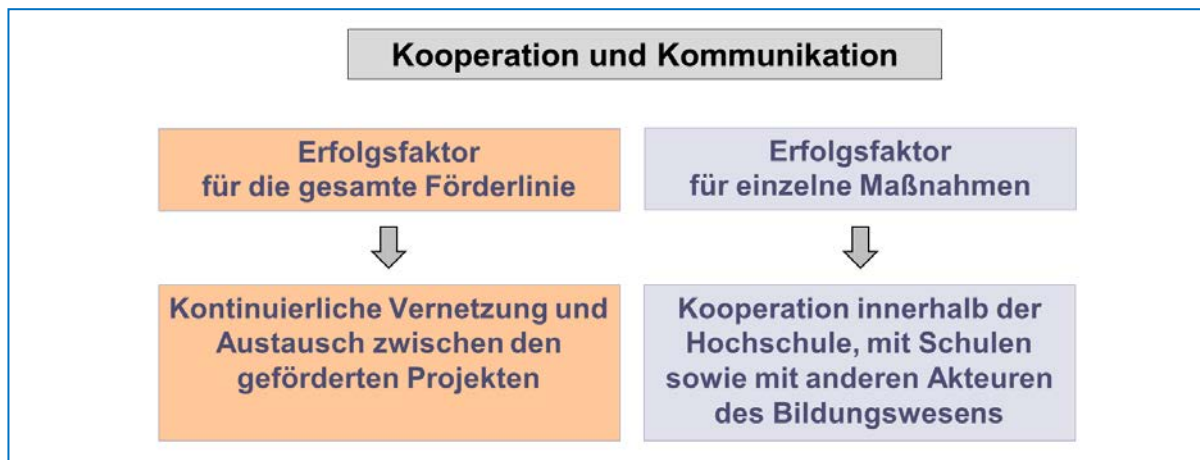 Kooperation und Kommunikation
Erfolgsfaktor
für die gesamte Förderlinie
Erfolgsfaktor
für einzelne Maßnahmen
Kontinuierliche Vernetzung und
Austausch zwischen den
geförderten Projekten
Kooperation innerhalb der
Hochschule, mit Schulen
sowie mit anderen Akteuren
des Bildungswesens